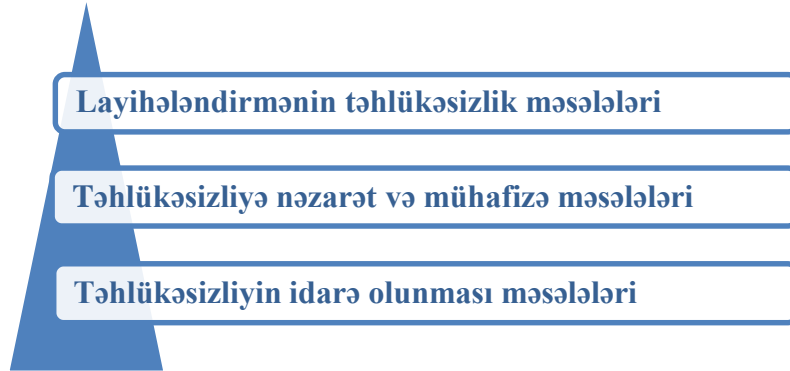 Layihələndirmənin təhlükəsizlik məsələləri
Təhlükəsizliyə nəzarət və mühafizə məsələləri
Təhlükəsizliyin idarə olunması məsələləri